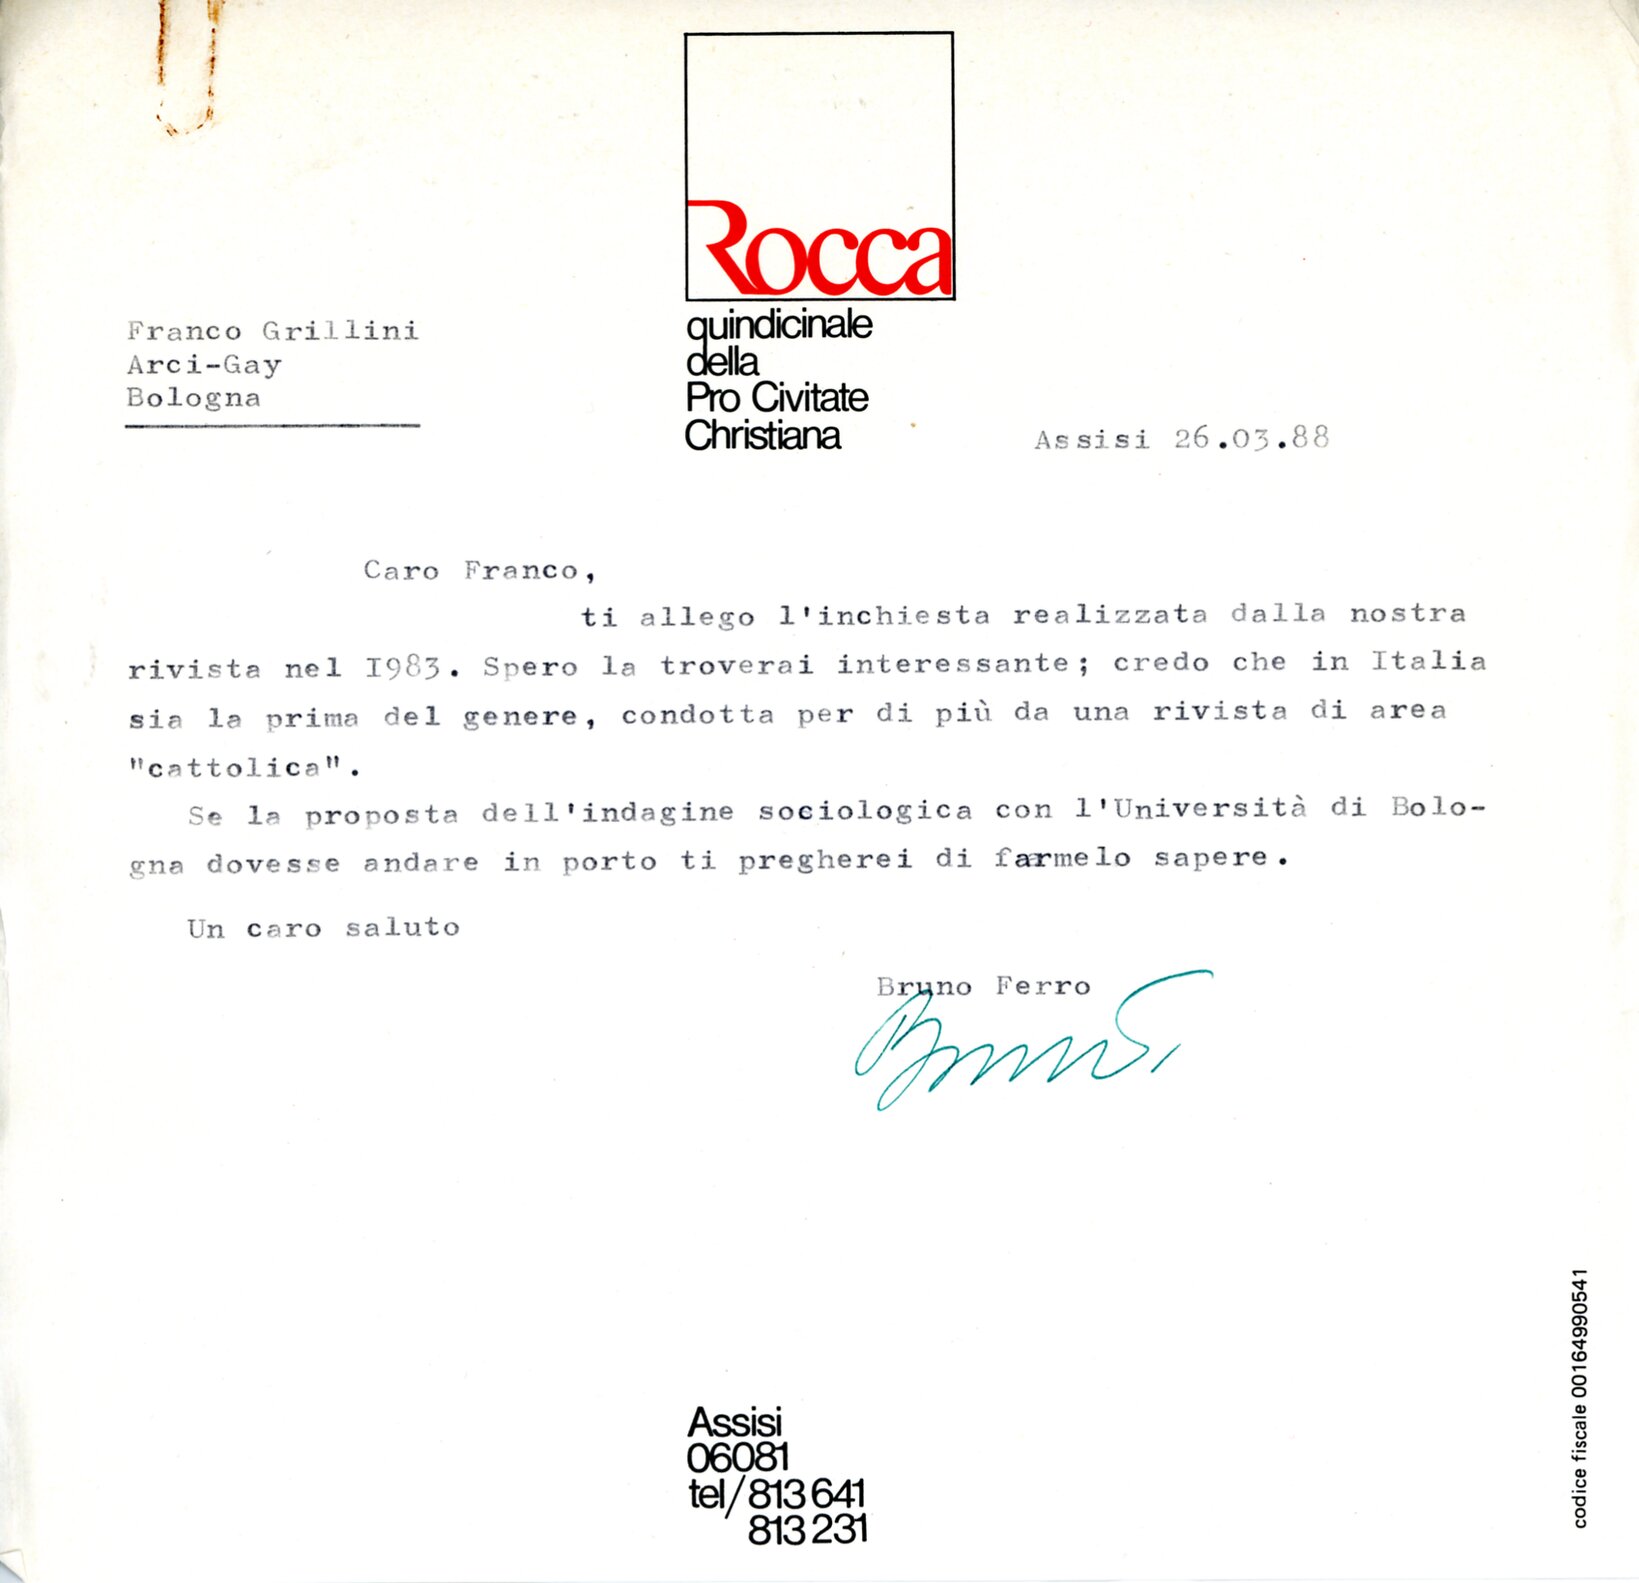 Rocca
quindicinale
della
Pro Civitate
Christiana
Franco Grillini
Arci-Gay
Bologna
Assisi 26.03.88
Caro Franco,
ti allego l'inchiesta realizzata dalla nostra
rivista nel I983. Spero la troverai interessante; credo che in Italia
sia la prima del genere, condotta per di più da una rivista di area
"cattolica".
Se la proposta dell'indagine sociologica con l'Università di Bolo-
gna dovesse andare in porto ti pregherei di farmelo sapere.
Un caro saluto
Bruno Ferro
Bruno
Assisi
06081
tel/813 641
813 231
codice fiscale 00164990541